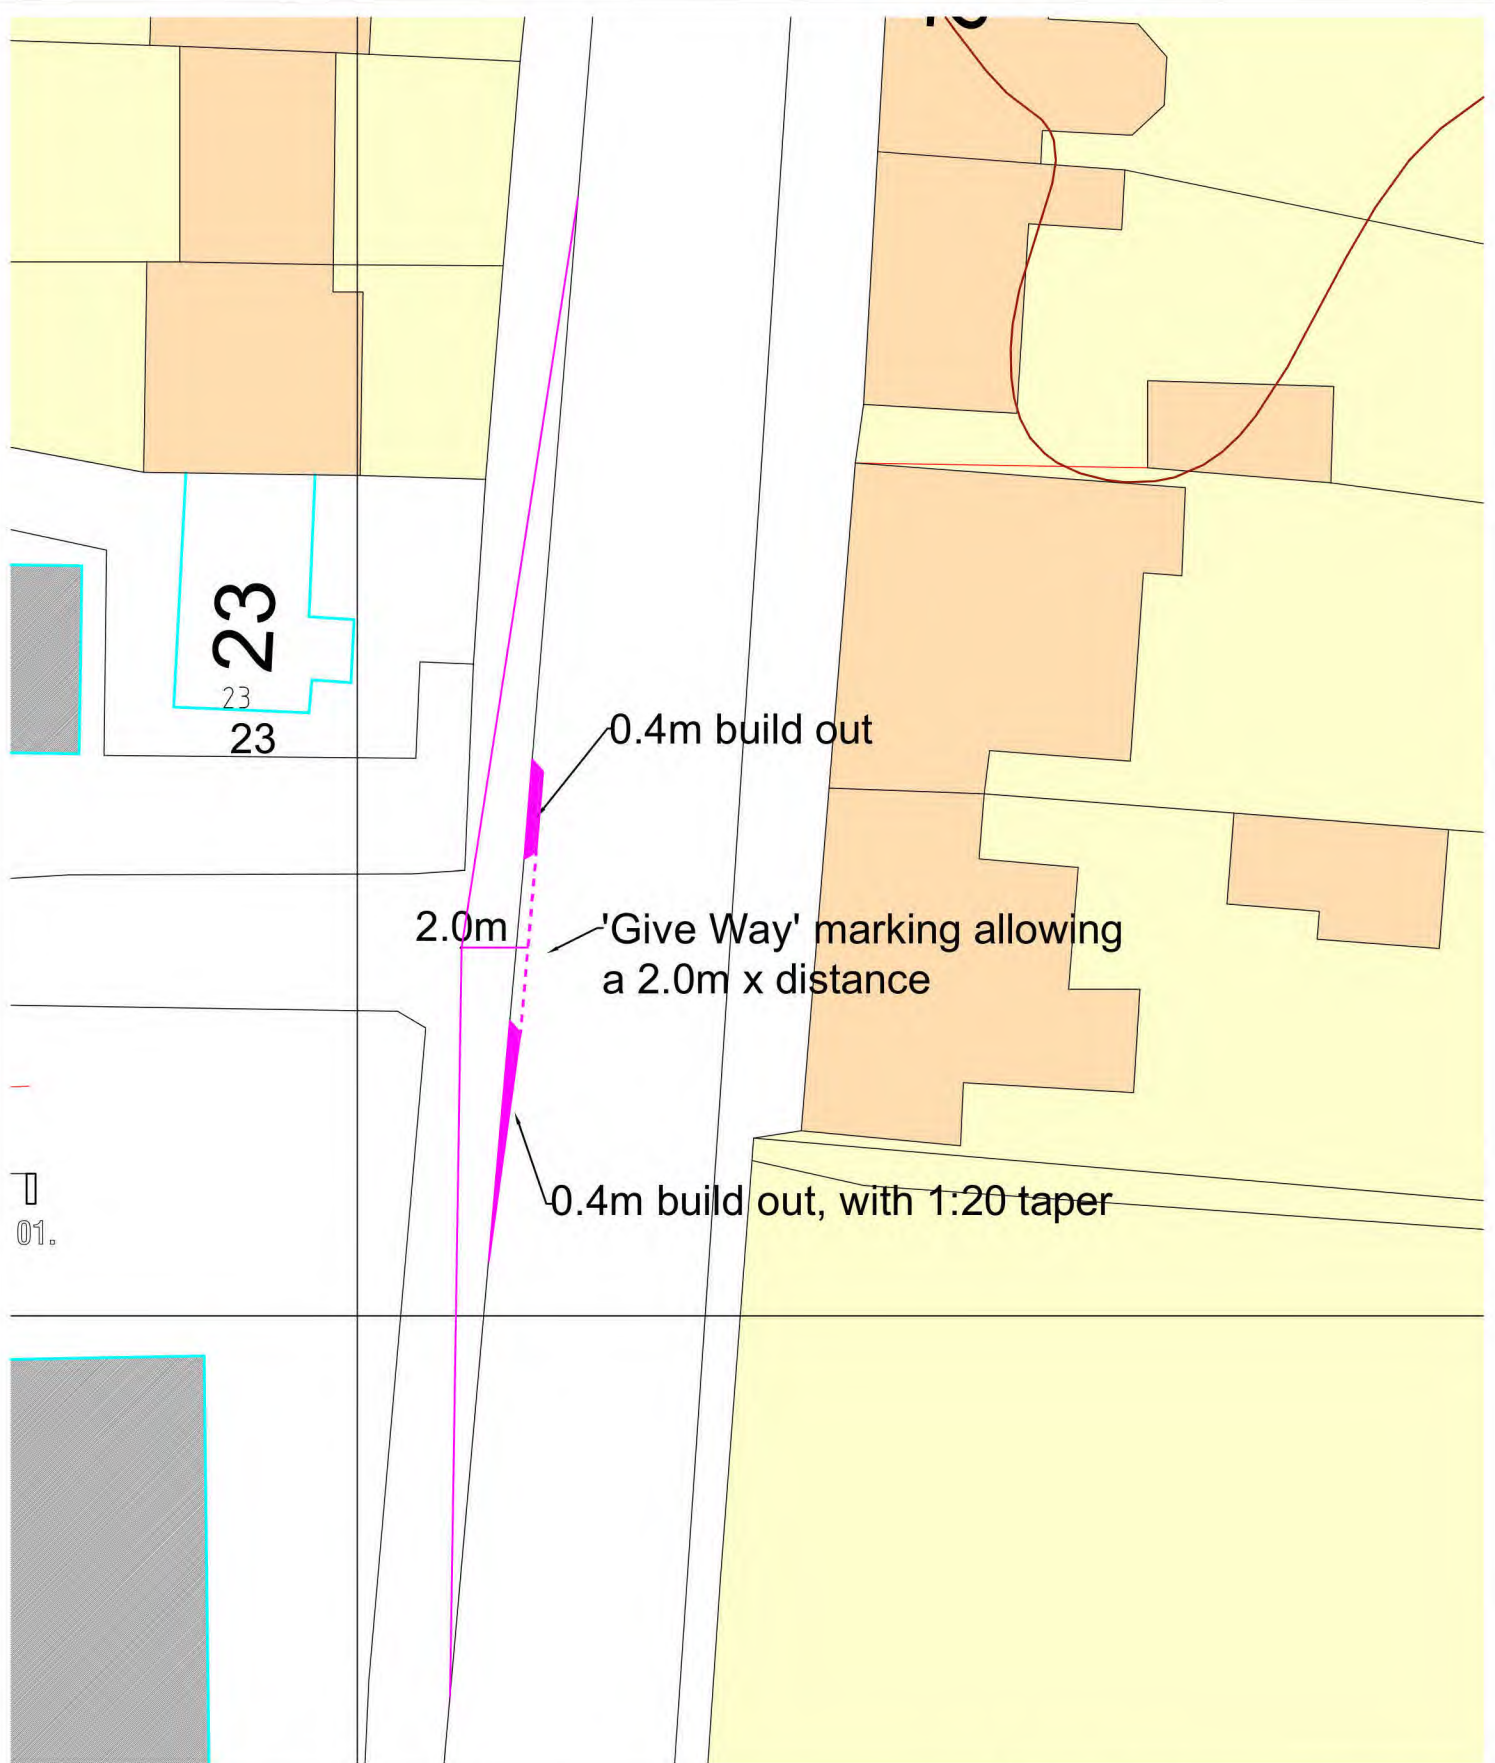 23
23
23
0.4m build out
2.0m
'Give Way' marking allowing
a 2.0m x distance
0.4m build out, with 1:20 taper
01.